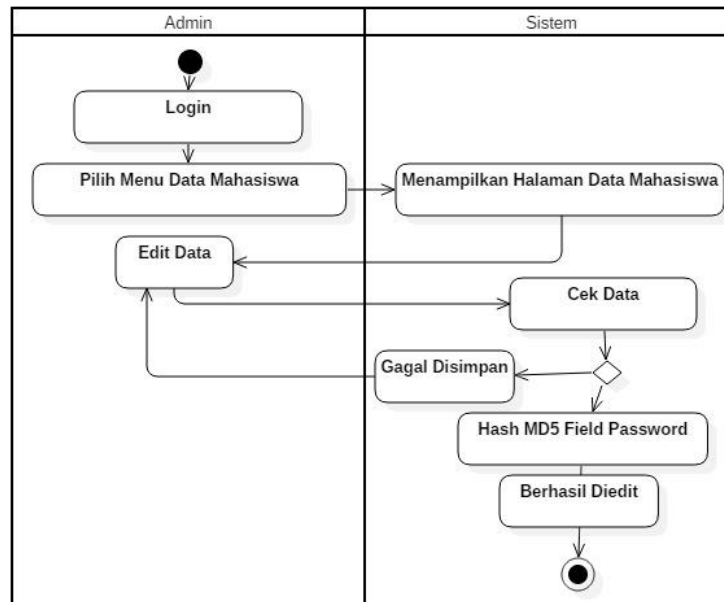 Admin
Sistem
Login
Pilih Menu Data Mahasiswa
Menampilkan Halaman Data Mahasiswa
Edit Data
Cek Data
Gagal Disimpan
Hash MD5 Field Password
Berhasil Diedit